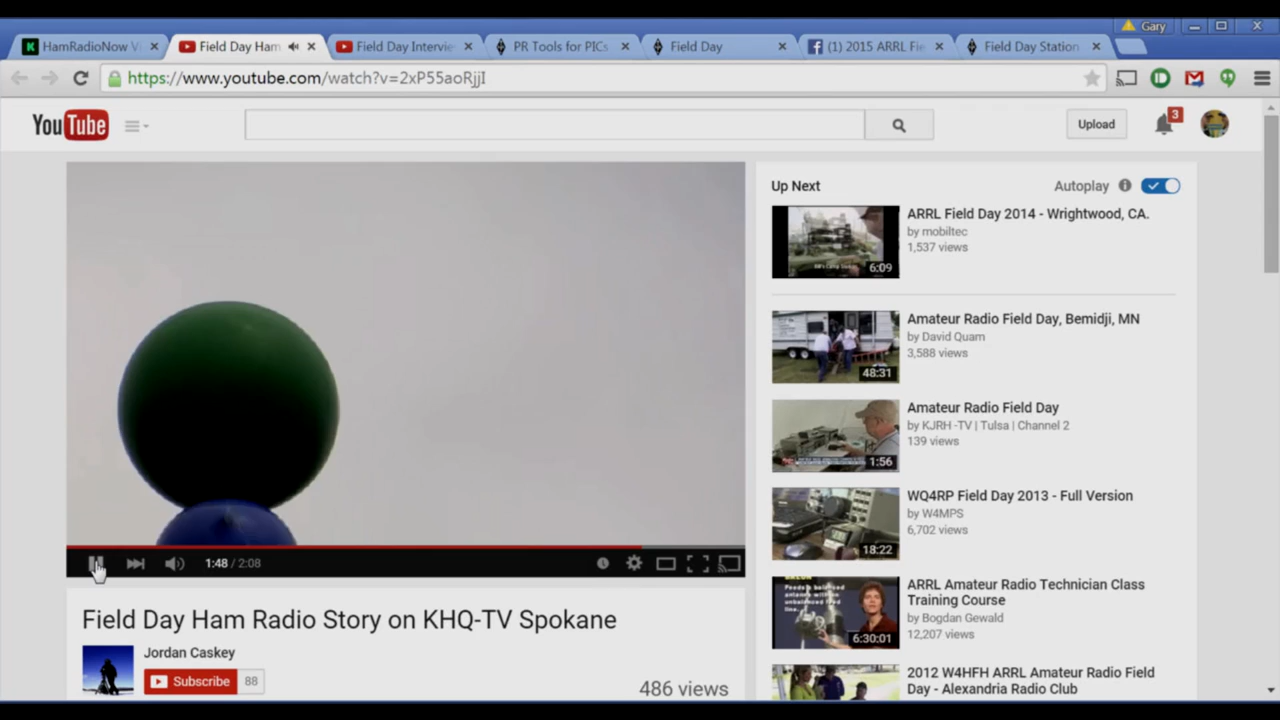 Gary
HamRadioNow V
Field Day Ham
Field Day Intervie
PR Tools for PICs
Field Day
(1) 2015 ARRL Fie
Field Day Station
https://www.youtube.com/watch?v=2xP55aoRjjI
YouTube
Upload
3
Up Next
Autoplay
ARRL Field Day 2014 - Wrightwood, CA.
by mobiltec
1,537 views
6:09
Amateur Radio Field Day, Bemidji, MN
by David Quam
3,588 views
48:31
Amateur Radio Field Day
by KJRH -TV | Tulsa | Channel 2
139 views
1:56
WQ4RP Field Day 2013 - Full Version
by W4MPS
6,702 views
18:22
ARRL Amateur Radio Technician Class
Training Course
by Bogdan Gewald
12,207 views
6:30:01
2012 W4HFH ARRL Amateur Radio Field
Day - Alexandria Radio Club
1:48 / 2:08
Field Day Ham Radio Story on KHQ-TV Spokane
Jordan Caskey
Subscribe
88
486 views